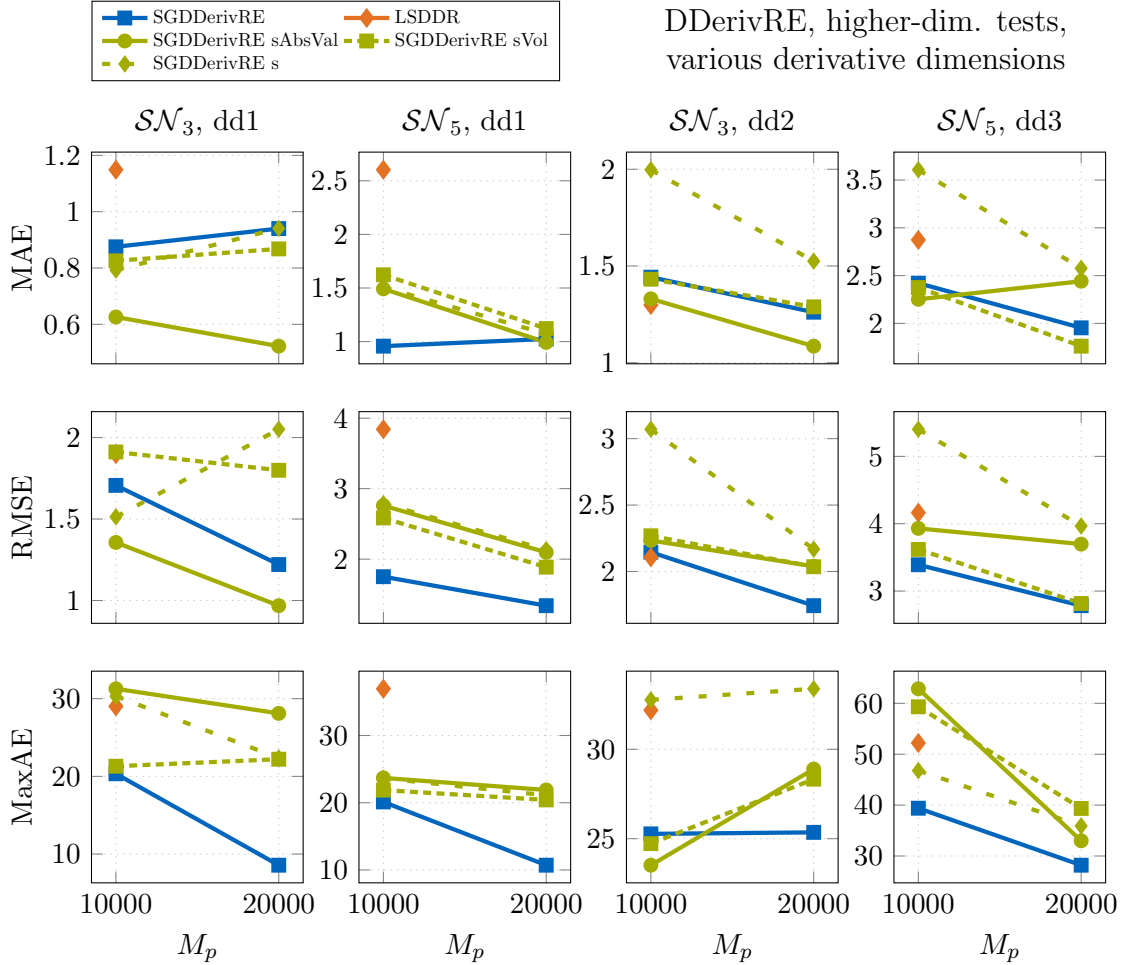 SGDDerivRE
LSDDR
SGDDerivRE sAbsVal
SGDDerivRE sVol
SGDDerivRE s
DDerivRE, higher-dim. tests,
various derivative dimensions
𝒮𝒩₃, dd1
𝒮𝒩₅, dd1
𝒮𝒩₃, dd2
𝒮𝒩₅, dd3
MAE
1.2
1
0.8
0.6
2.5
2
1.5
1
2
1.5
1
3.5
3
2.5
2
RMSE
2
1.5
1
4
3
2
3
2.5
2
5
4
3
MaxAE
30
20
10
30
20
10
30
25
60
50
40
30
10000 20000
10000 20000
10000 20000
10000 20000
Mₚ
Mₚ
Mₚ
Mₚ